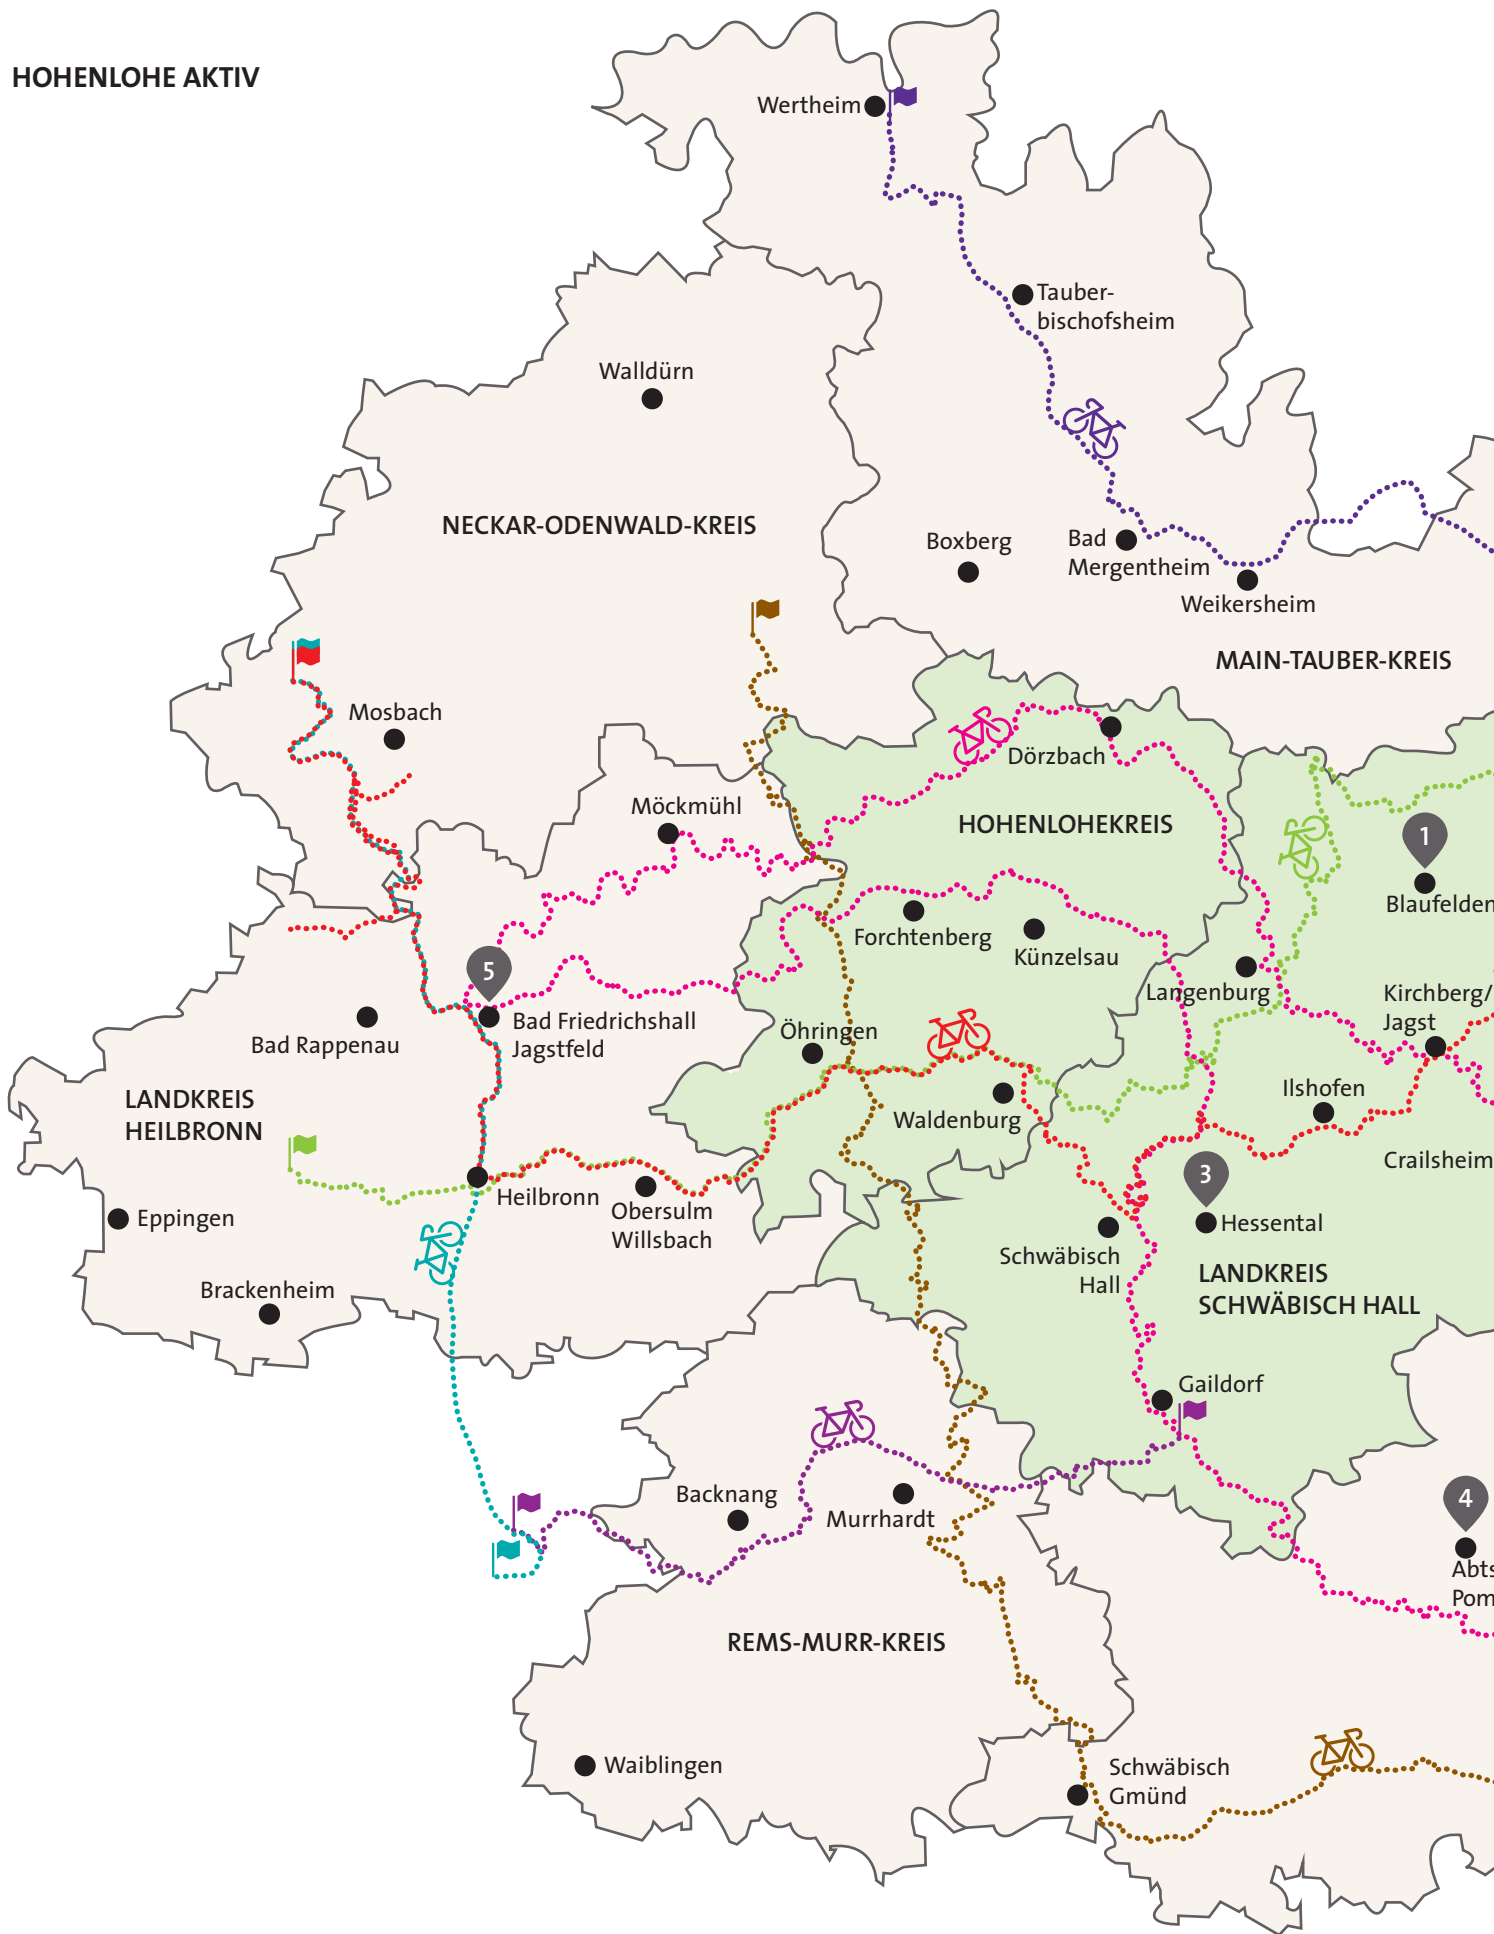 HOHENLOHE AKTIV
Wertheim
Tauber-
bischofsheim
Walldürn
NECKAR-ODENWALD-KREIS
Boxberg
Bad
Mergentheim
Weikersheim
MAIN-TAUBER-KREIS
Mosbach
Dörzbach
Möckmühl
HOHENLOHEKREIS
1
Blaufelden
Forchtenberg
Künzelsau
5
Langenburg
Kirchberg/
Jagst
Bad Friedrichshall
Jagstfeld
Bad Rappenau
Öhringen
Ilshofen
LANDKREIS
HEILBRONN
Waldenburg
Crailsheim
3
Heilbronn
Obersulm
Willsbach
Eppingen
Hessental
Schwäbisch
Hall
LANDKREIS
SCHWÄBISCH HALL
Brackenheim
Gaildorf
Backnang
Murrhardt
4
Abts
Pom
REMS-MURR-KREIS
Waiblingen
Schwäbisch
Gmünd